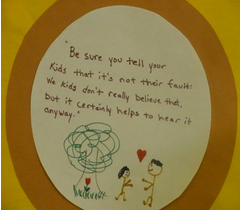 "Be sure you tell your
kids that it's not their fault:
We kids don't really believe that,
but it certainly helps to hear it
anyway."